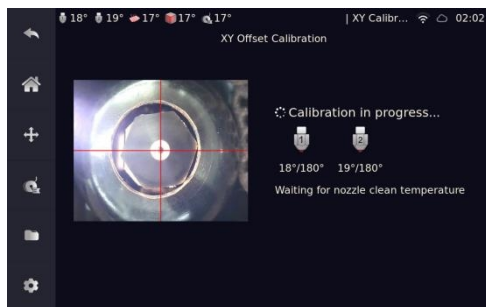 18° 19° 17° 17° 17° | XY Calibr... 02:02
XY Offset Calibration
Calibration in progress...
1 2
18°/180° 19°/180°
Waiting for nozzle clean temperature